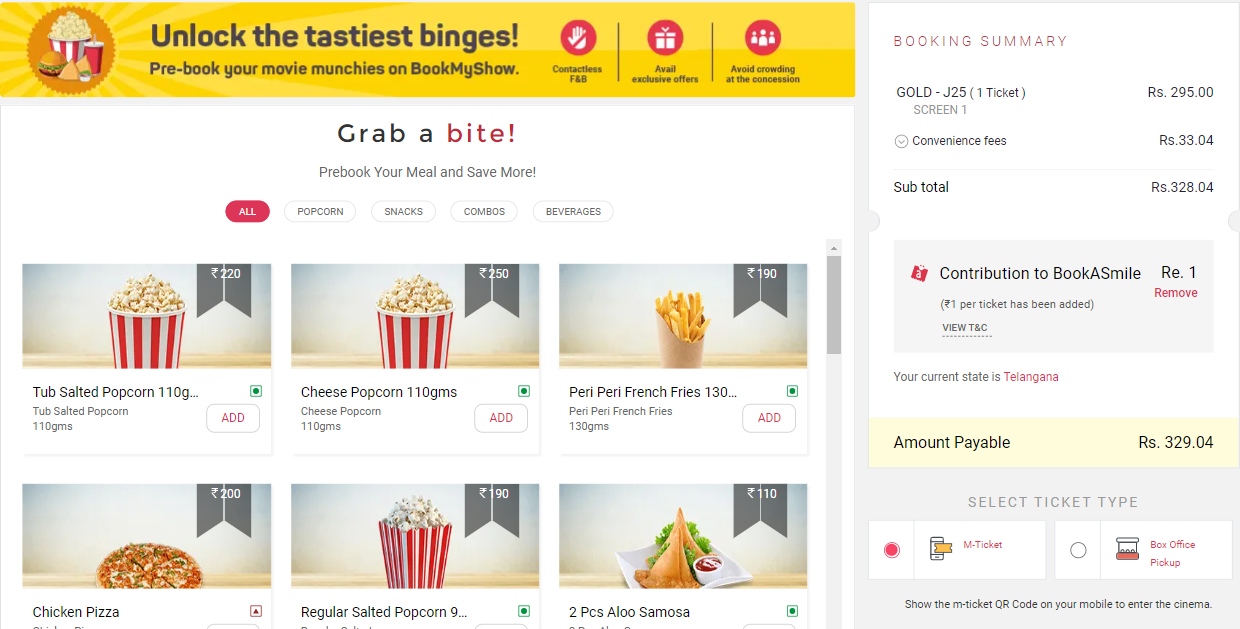 Unlock the tastiest binges!
Pre-book your movie munchies on BookMyShow.
Contactless
F&B
Avail
exclusive offers
Avoid crowding
at the concession
Grab a bite!
Prebook Your Meal and Save More!
ALL
POPCORN
SNACKS
COMBOS
BEVERAGES
₹220
Tub Salted Popcorn 110g...
Tub Salted Popcorn
110gms
ADD
₹250
Cheese Popcorn 110gms
Cheese Popcorn
110gms
ADD
₹190
Peri Peri French Fries 130...
Peri Peri French Fries
130gms
ADD
₹200
Chicken Pizza
₹190
Regular Salted Popcorn 9...
₹110
2 Pcs Aloo Samosa
BOOKING SUMMARY
GOLD - J25 ( 1 Ticket ) Rs. 295.00
SCREEN 1
Convenience fees Rs.33.04
Sub total Rs.328.04
Contribution to BookASmile Re. 1
Remove
(₹1 per ticket has been added)
VIEW T&C
Your current state is Telangana
Amount Payable Rs. 329.04
SELECT TICKET TYPE
M-Ticket
Box Office
Pickup
Show the m-ticket QR Code on your mobile to enter the cinema.